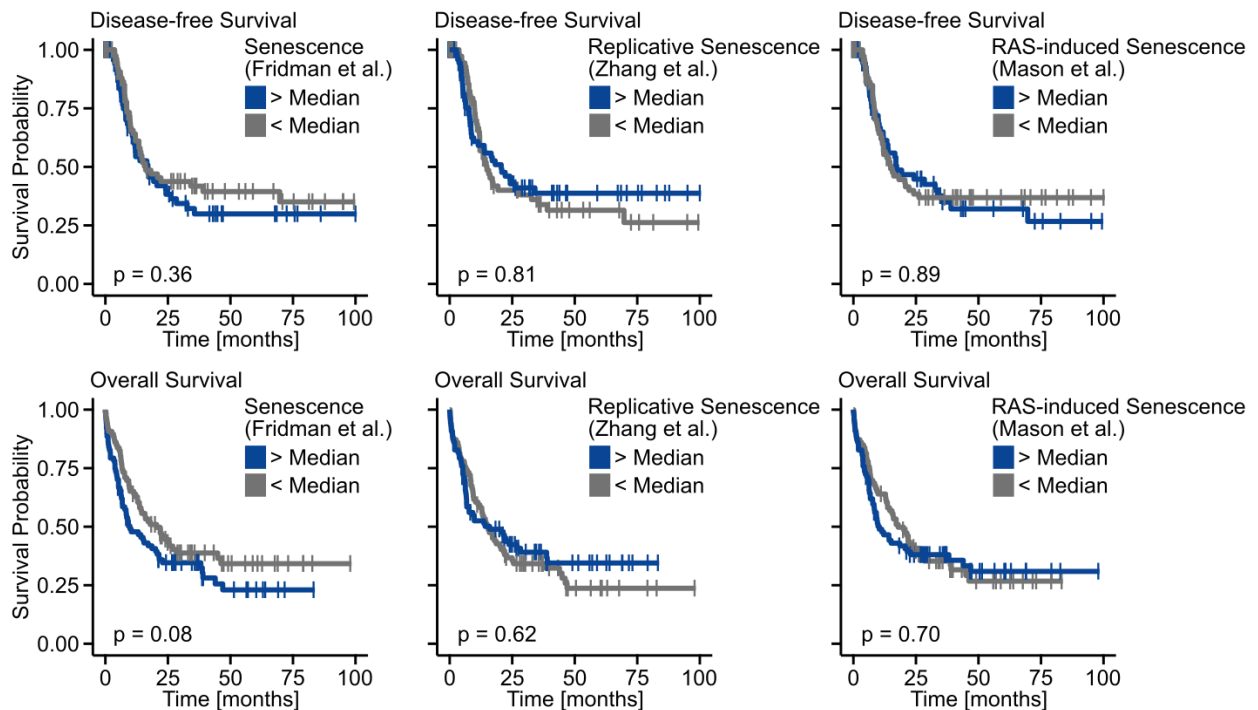 Disease-free Survival
Senescence
(Fridman et al.)
> Median
< Median
Survival Probability
1.00
0.75
0.50
0.25
0.00
p = 0.36
0 25 50 75 100
Time [months]
Disease-free Survival
Replicative Senescence
(Zhang et al.)
> Median
< Median
p = 0.81
0 25 50 75 100
Time [months]
Disease-free Survival
RAS-induced Senescence
(Mason et al.)
> Median
< Median
p = 0.89
0 25 50 75 100
Time [months]
Overall Survival
Senescence
(Fridman et al.)
> Median
< Median
Survival Probability
1.00
0.75
0.50
0.25
0.00
p = 0.08
0 25 50 75 100
Time [months]
Overall Survival
Replicative Senescence
(Zhang et al.)
> Median
< Median
p = 0.62
0 25 50 75 100
Time [months]
Overall Survival
RAS-induced Senescence
(Mason et al.)
> Median
< Median
p = 0.70
0 25 50 75 100
Time [months]